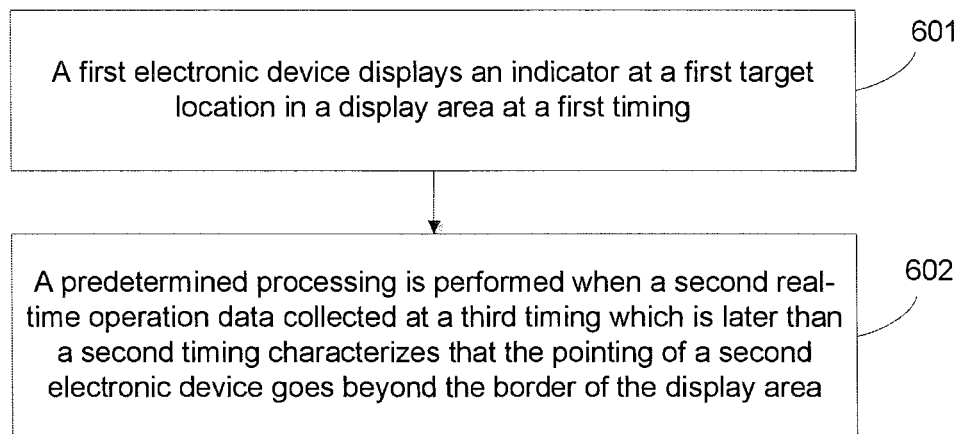 601
A first electronic device displays an indicator at a first target
location in a display area at a first timing
602
A predetermined processing is performed when a second real-
time operation data collected at a third timing which is later than
a second timing characterizes that the pointing of a second
electronic device goes beyond the border of the display area